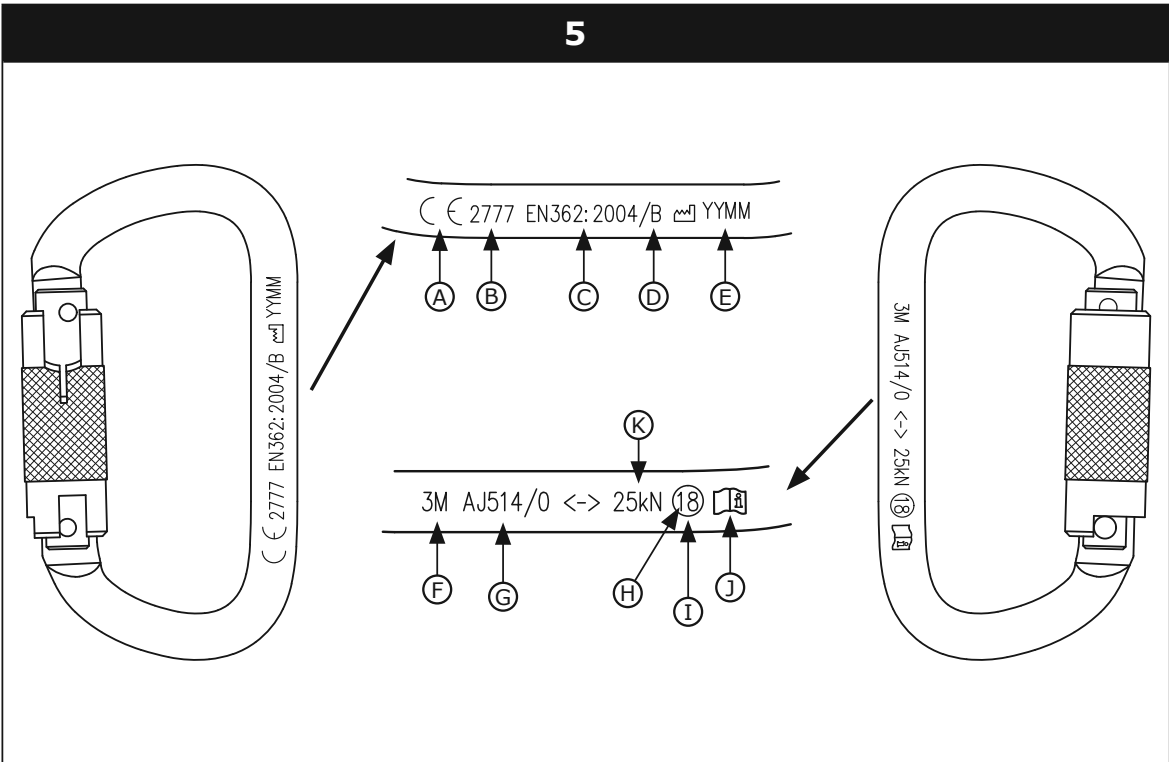 5
CE 2777 EN362:2004/B YYMM
A B C D E
CE 2777 EN362:2004/B YYMM
3M AJ514/0 <-> 25kN 18
K
3M AJ514/0 <-> 25kN 18 i
F G H I J